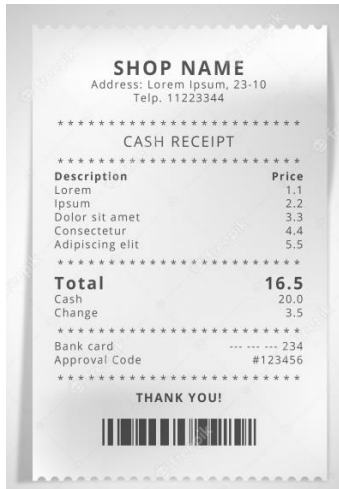 SHOP NAME
Address: Lorem Ipsum, 23-10
Telp. 11223344
* * * * * * * * * * * * * * * * * * * * * * * *
CASH RECEIPT
* * * * * * * * * * * * * * * * * * * * * * * *
Description Price
Lorem 1.1
Ipsum 2.2
Dolor sit amet 3.3
Consectetur 4.4
Adipiscing elit 5.5
* * * * * * * * * * * * * * * * * * * * * * * *
Total 16.5
Cash 20.0
Change 3.5
* * * * * * * * * * * * * * * * * * * * * * * *
Bank card --- --- --- 234
Approval Code #123456
* * * * * * * * * * * * * * * * * * * * * * * *
THANK YOU!